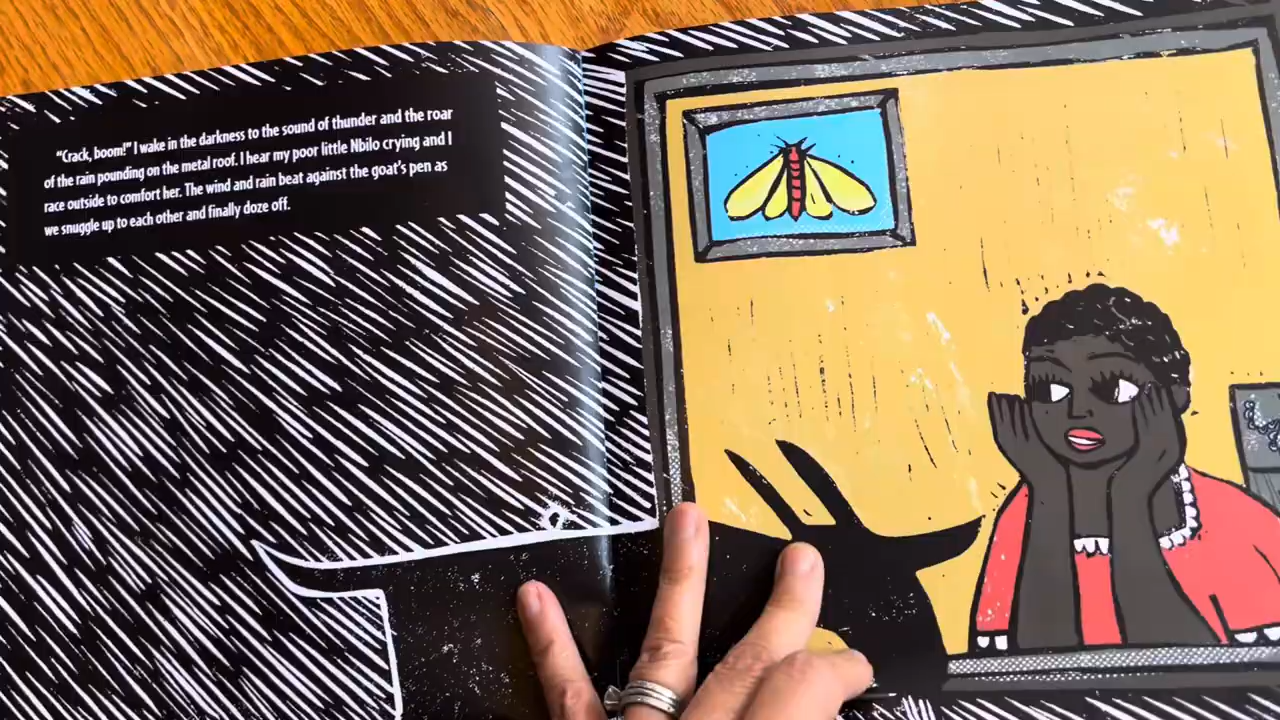 "Crack, boom!" I wake in the darkness to the sound of thunder and the roar
of the rain pounding on the metal roof. I hear my poor little Nbilo crying and I
race outside to comfort her. The wind and rain beat against the goat's pen as
we snuggle up to each other and finally doze off.